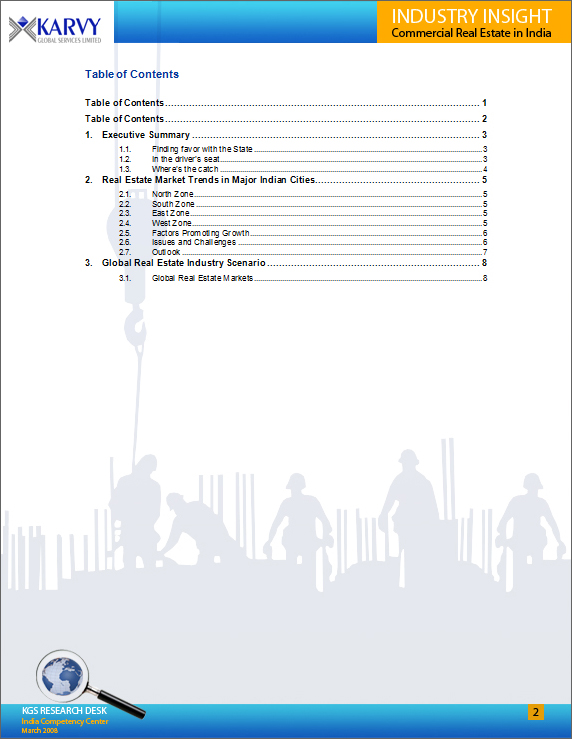 KARVY
GLOBAL SERVICES LIMITED
INDUSTRY INSIGHT
Commercial Real Estate in India
Table of Contents
Table of Contents 1
Table of Contents 2
1. Executive Summary 3
1.1. Finding favor with the State 3
1.2. In the driver's seat 3
1.3. Where's the catch 4
2. Real Estate Market Trends in Major Indian Cities 5
2.1. North Zone 5
2.2. South Zone 5
2.3. East Zone 5
2.4. West Zone 5
2.5. Factors Promoting Growth 6
2.6. Issues and Challenges 6
2.7. Outlook 7
3. Global Real Estate Industry Scenario 8
3.1. Global Real Estate Markets 8
KGS RESEARCH DESK
India Competency Center
March 2008
2